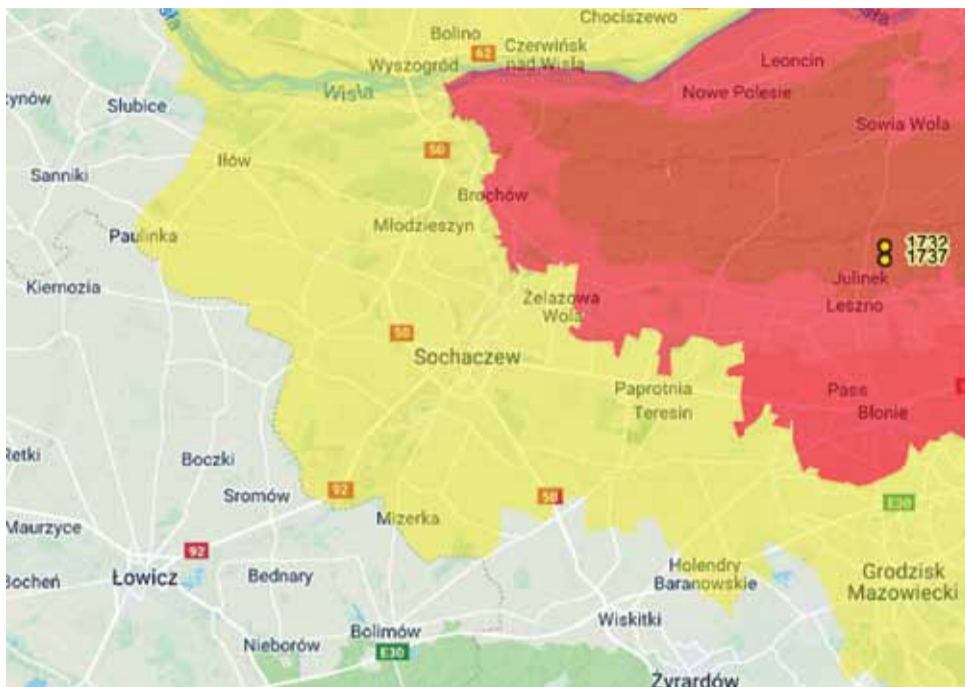 Chociszewo
Bolino
62
Czerwińsk
nad Wisłą
Wyszogród
Leoncin
Wisła
Nowe Polesie
Słubice
Sowia Wola
50
Iłów
Sanniki
Brochów
Młodzieszyn
Paulinka
1732
1737
Julinek
Kiernozia
Żelazowa
Wola
Leszno
50
Sochaczew
Paprotnia
Pass
Teresin
Błonie
Retki
Boczki
92
Sromów
50
E30
Mizerka
Maurzyce
92
Holendry
Baranowskie
Grodzisk
Mazowiecki
Bocheń
Łowicz
Bednary
Wiskitki
Bolimów
Nieborów
E30
Żyrardów